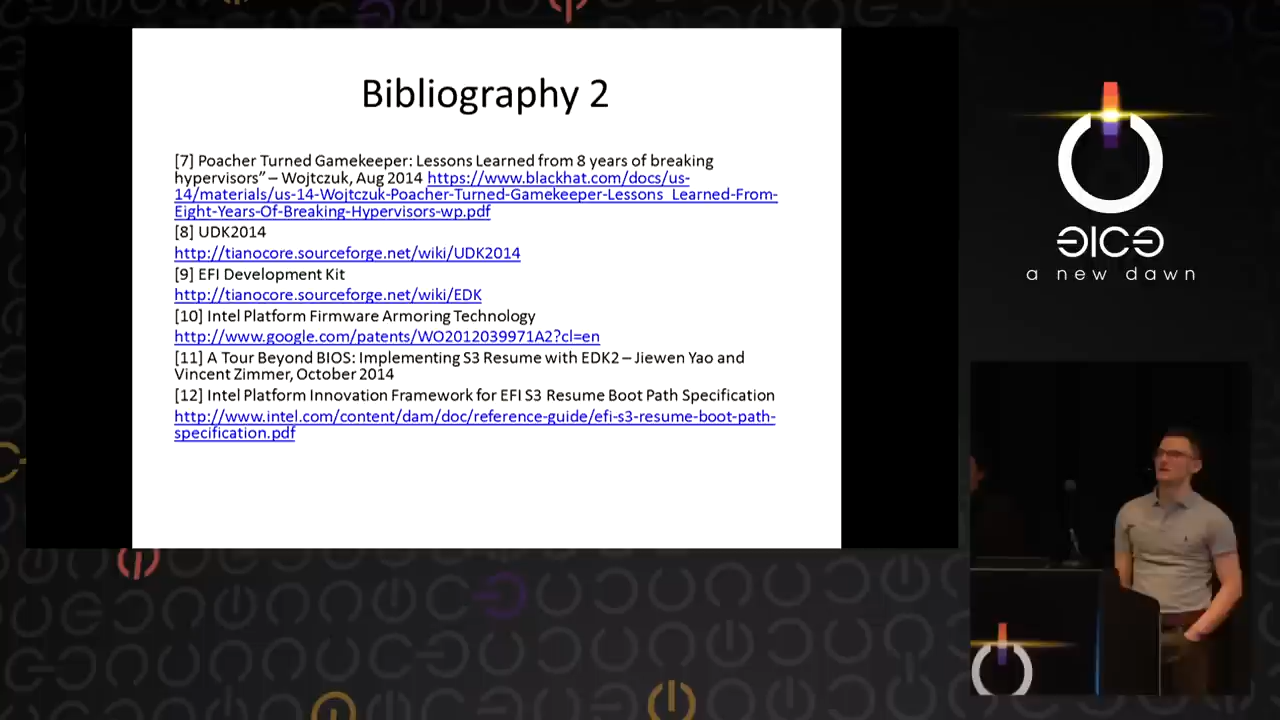 Bibliography 2
[7] Poacher Turned Gamekeeper: Lessons Learned from 8 years of breaking
hypervisors” – Wojtczuk, Aug 2014 https://www.blackhat.com/docs/us-
14/materials/us-14-Wojtczuk-Poacher-Turned-Gamekeeper-Lessons_Learned-From-
Eight-Years-Of-Breaking-Hypervisors-wp.pdf
[8] UDK2014
http://tianocore.sourceforge.net/wiki/UDK2014
[9] EFI Development Kit
http://tianocore.sourceforge.net/wiki/EDK
[10] Intel Platform Firmware Armoring Technology
http://www.google.com/patents/WO2012039971A2?cl=en
[11] A Tour Beyond BIOS: Implementing S3 Resume with EDK2 – Jiewen Yao and
Vincent Zimmer, October 2014
[12] Intel Platform Innovation Framework for EFI S3 Resume Boot Path Specification
http://www.intel.com/content/dam/doc/reference-guide/efi-s3-resume-boot-path-
specification.pdf
a new dawn